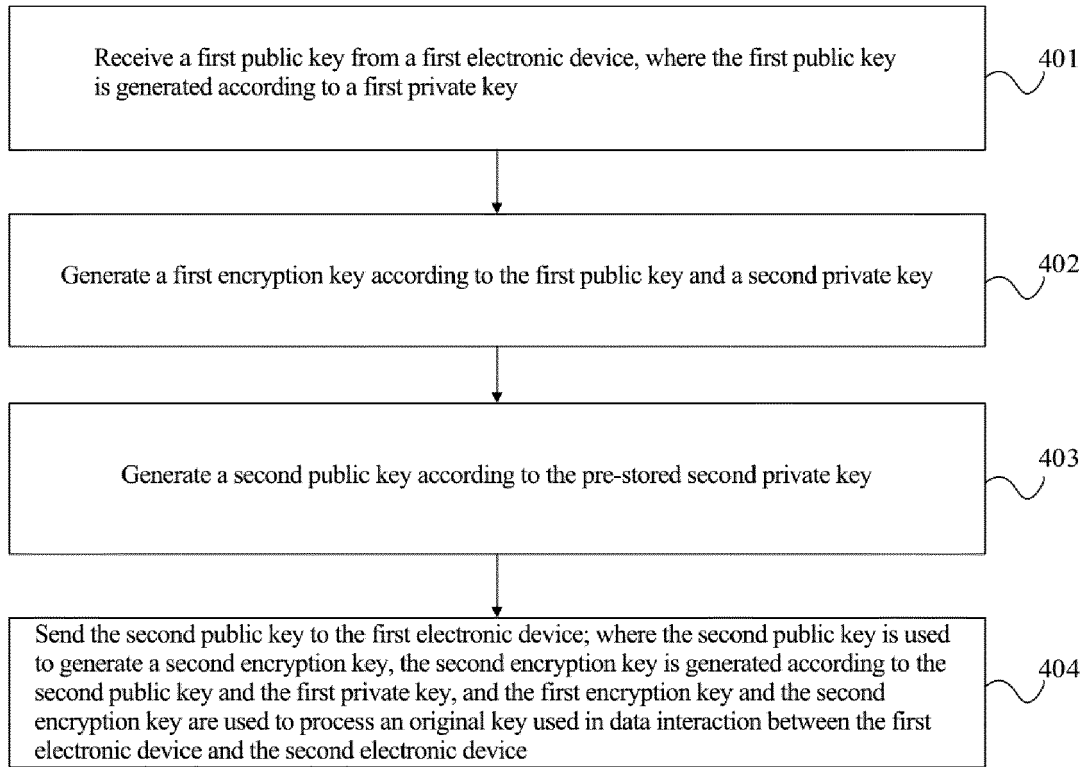 Receive a first public key from a first electronic device, where the first public key
is generated according to a first private key
401
Generate a first encryption key according to the first public key and a second private key
402
Generate a second public key according to the pre-stored second private key
403
Send the second public key to the first electronic device; where the second public key is used
to generate a second encryption key, the second encryption key is generated according to the
second public key and the first private key, and the first encryption key and the second
encryption key are used to process an original key used in data interaction between the first
electronic device and the second electronic device
404